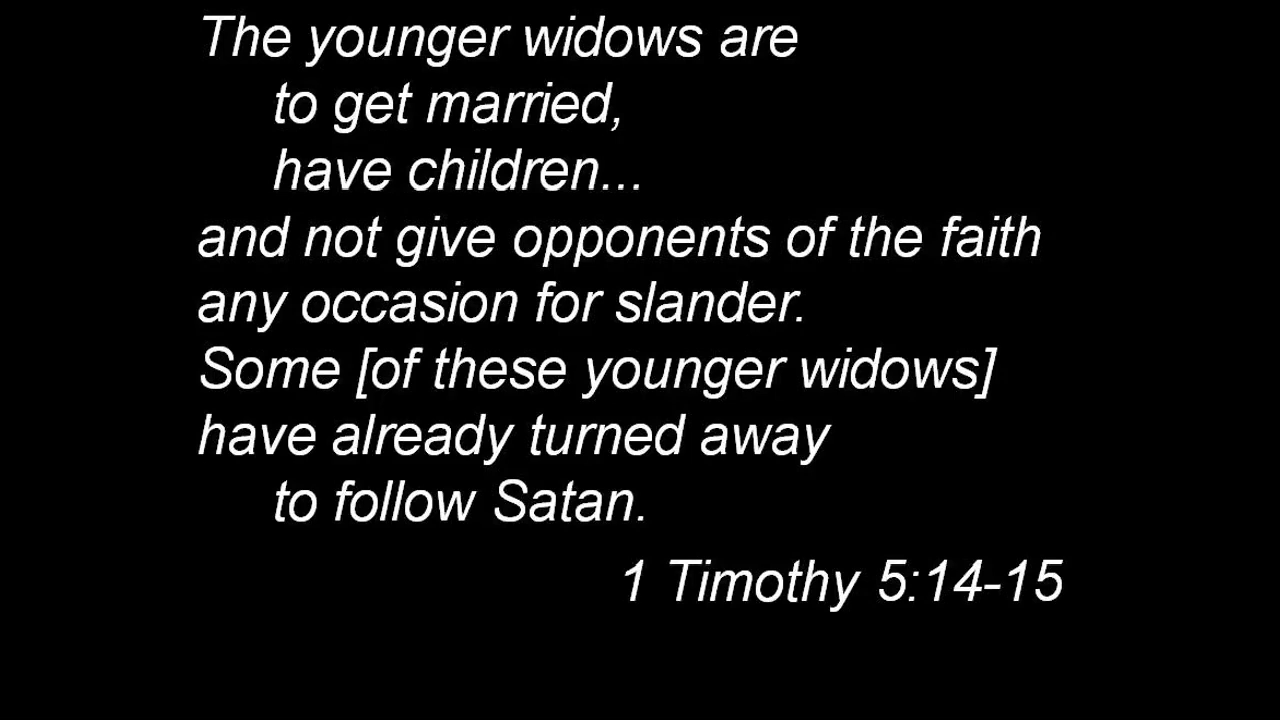 The younger widows are
to get married,
have children...
and not give opponents of the faith
any occasion for slander.
Some [of these younger widows]
have already turned away
to follow Satan.
1 Timothy 5:14-15